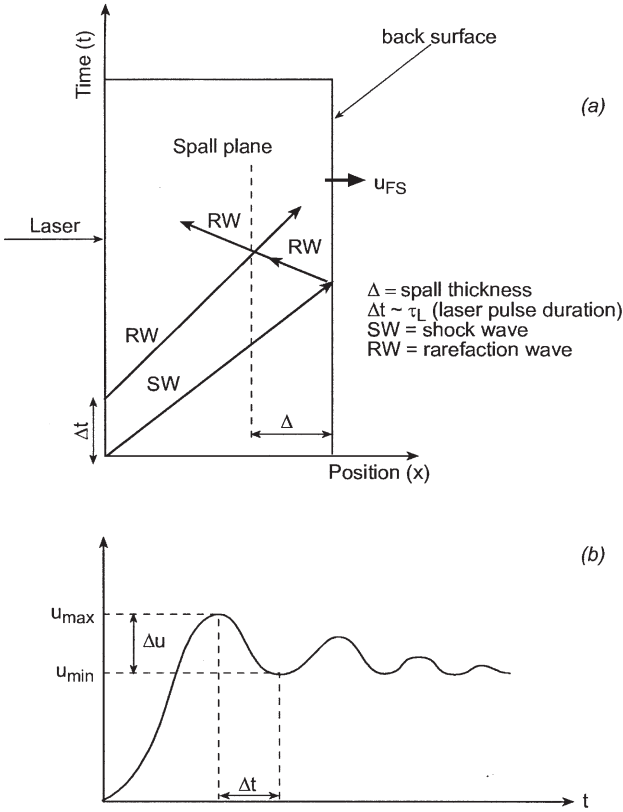 Time (t)
back surface
(a)
Spall plane
u_FS
RW
Laser
RW
Δ = spall thickness
Δt ~ τ_L (laser pulse duration)
SW = shock wave
RW = rarefaction wave
RW
SW
Δt
Δ
Position (x)
(b)
u_max
Δu
u_min
Δt
t